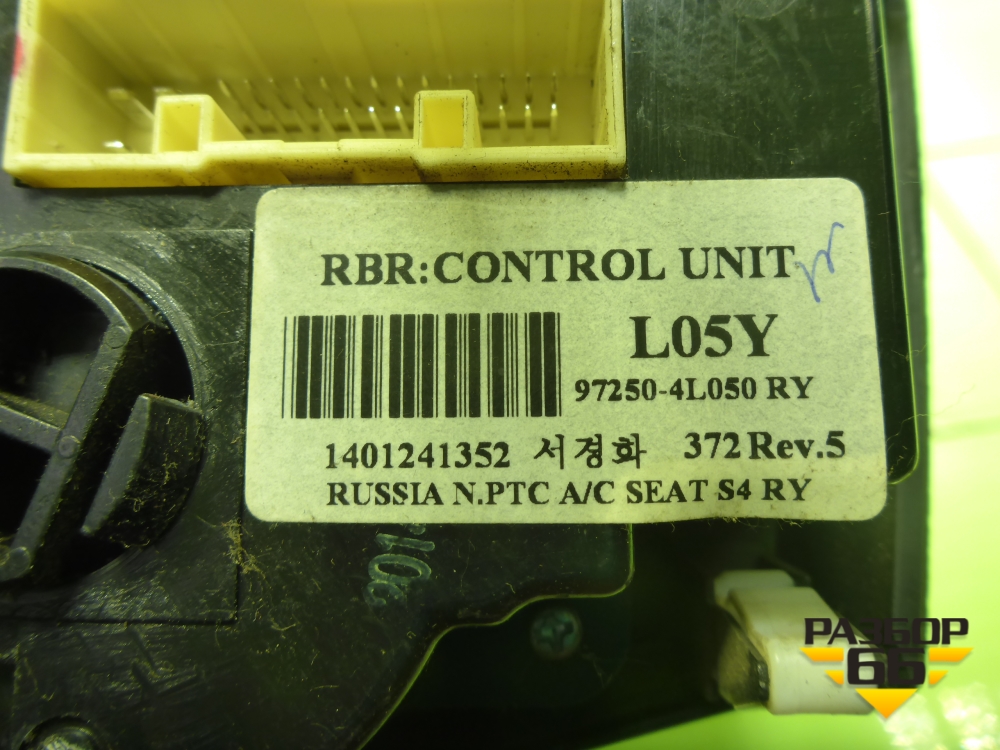 RBR:CONTROL UNIT
L05Y
97250-4L050 RY
1401241352 서경화 372 Rev.5
RUSSIA N.PTC A/C SEAT S4 RY
РАЗБОР
66